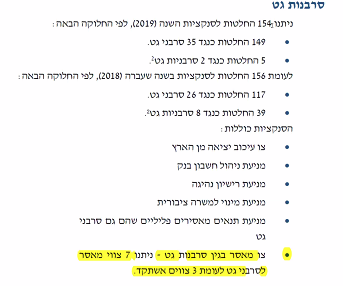 סרבנות גט
ניתנו 154 החלטות לסנקציות השנה (2019), לפי החלוקה הבאה:
• 149 החלטות כנגד 35 סרבני גט.
• 5 החלטות כנגד 2 סרבניות גט².
לעומת 156 החלטות לסנקציות בשנה שעברה (2018), לפי החלוקה הבאה:
• 117 החלטות כנגד 26 סרבני גט.
• 39 החלטות כנגד 8 סרבניות גט².
הסנקציות כוללות:
• צו עיכוב יציאה מן הארץ
• מניעת ניהול חשבון בנק
• מניעת רישיון נהיגה
• מניעת מינוי למשרה ציבורית
• מניעת תנאים מאסירים פליליים שהם גם סרבני
גט
• צו מאסר בגין סרבנות גט - ניתנו 7 צווי מאסר
לסרבני גט לעומת 3 צווים אשתקד.